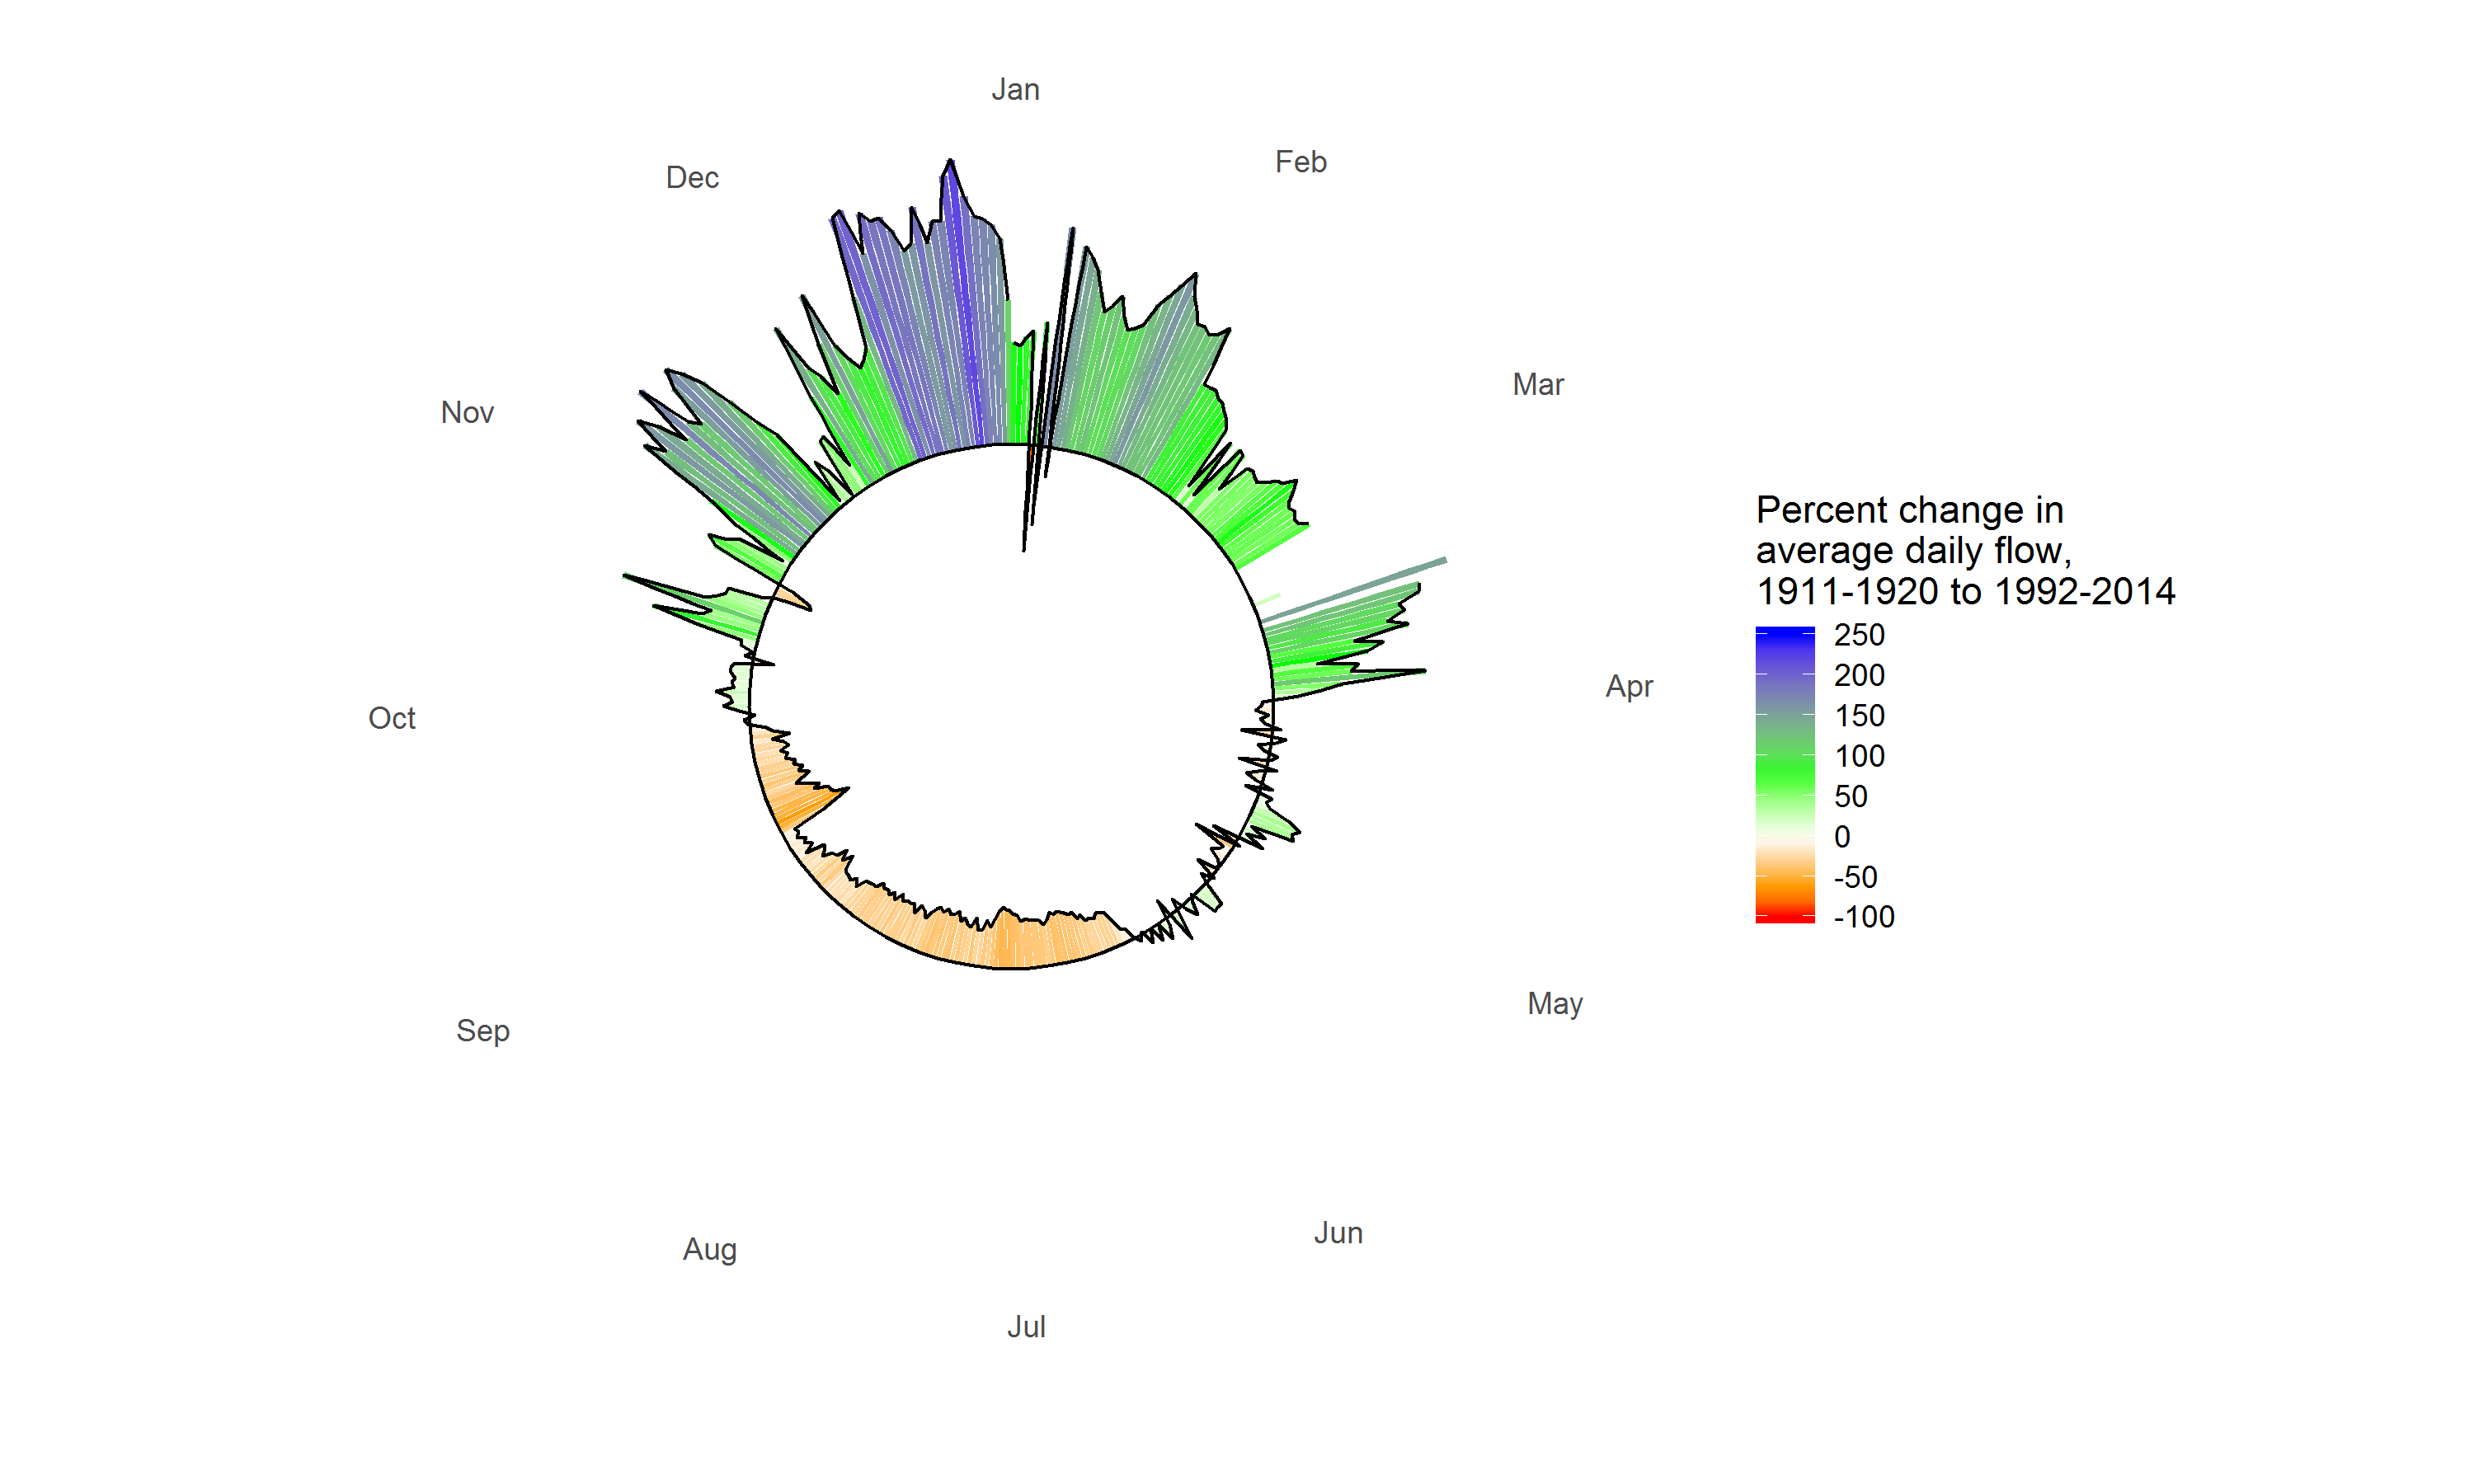 Jan
Feb
Dec
Mar
Nov
Percent change in
average daily flow,
1911-1920 to 1992-2014
250
200
150
100
50
0
-50
-100
Apr
Oct
May
Sep
Jun
Aug
Jul